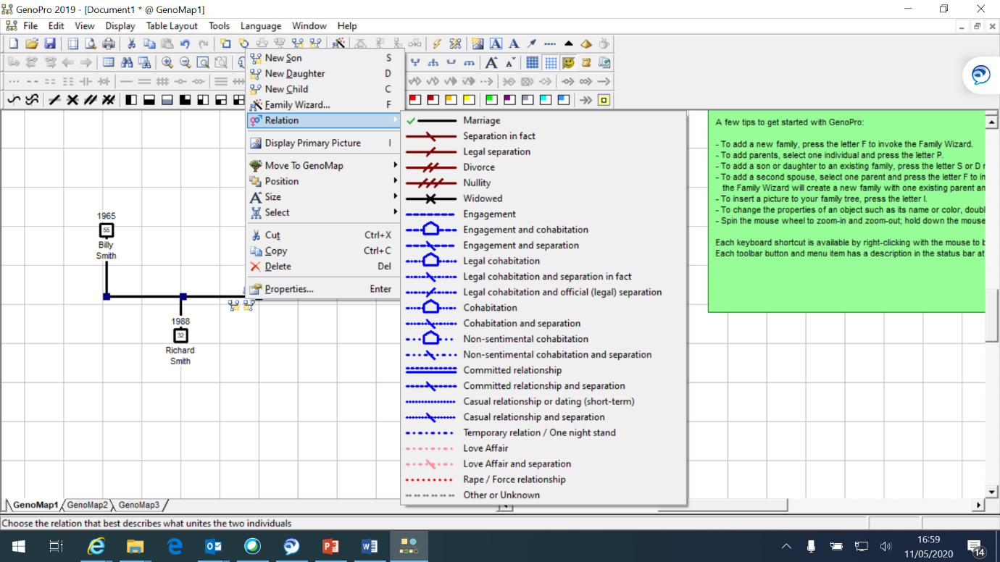 GenoPro 2019 - [Document1 * @ GenoMap1]
File Edit View Display Table Layout Tools Language Window Help
New Son S
New Daughter D
New Child C
Family Wizard... F
Relation
Display Primary Picture I
Move To GenoMap
Position
Size
Select
Cut Ctrl+X
Copy Ctrl+C
Delete Del
Properties... Enter
Marriage
Separation in fact
Legal separation
Divorce
Nullity
Widowed
Engagement
Engagement and cohabitation
Engagement and separation
Legal cohabitation
Legal cohabitation and separation in fact
Legal cohabitation and official (legal) separation
Cohabitation
Cohabitation and separation
Non-sentimental cohabitation
Non-sentimental cohabitation and separation
Committed relationship
Committed relationship and separation
Casual relationship or dating (short-term)
Casual relationship and separation
Temporary relation / One night stand
Love Affair
Love Affair and separation
Rape / Force relationship
Other or Unknown
A few tips to get started with GenoPro:
- To add a new family, press the letter F to invoke the Family Wizard.
- To add parents, select one individual and press the letter P.
- To add a son or daughter to an existing family, press the letter S or D
- To add a second spouse, select one parent and press the letter F to in
the Family Wizard will create a new family with one existing parent an
- To insert a picture to your family tree, press the letter I.
- To change the properties of an object such as its name or color, doubl
- Spin the mouse wheel to zoom-in and zoom-out; hold down the mouse
Each keyboard shortcut is available by right-clicking with the mouse to b
Each toolbar button and menu item has a description in the status bar at
1965
55
Billy
Smith
1988
32
Richard
Smith
GenoMap1 GenoMap2 GenoMap3
Choose the relation that best describes what unites the two individuals
16:59
11/05/2020
14